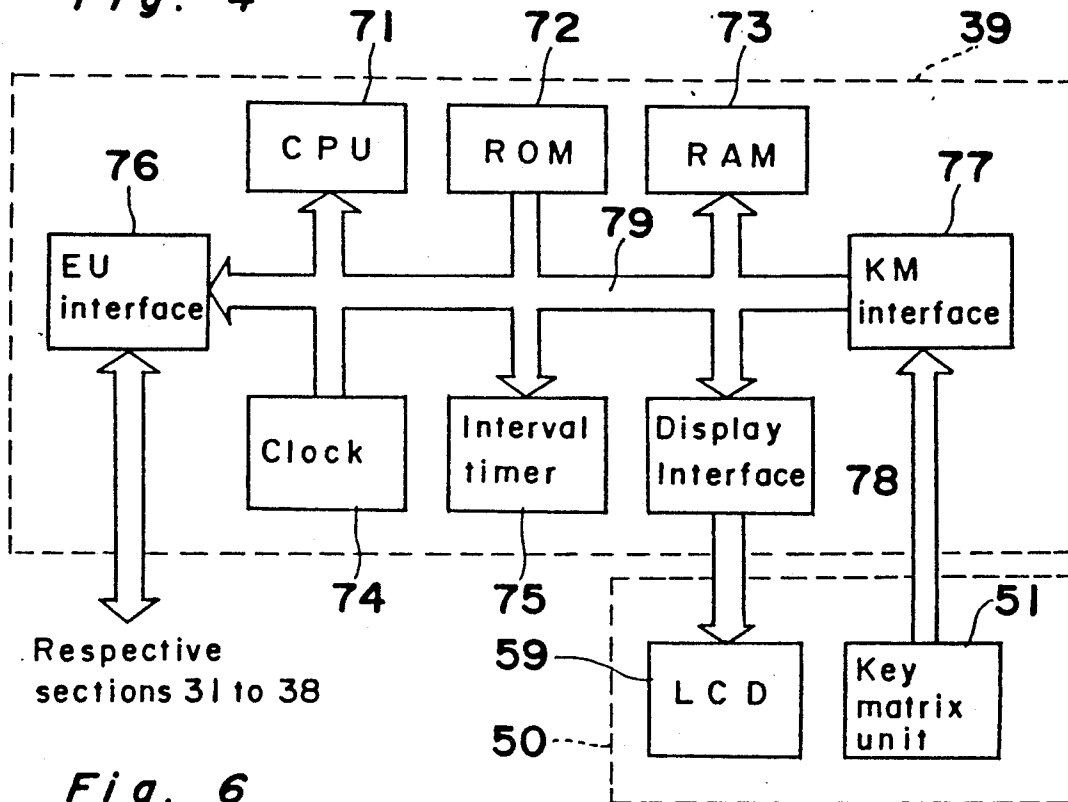 Fig. 4
71 72 73 39
CPU ROM RAM
76 77
79
EU interface
KM interface
Clock
Interval timer
Display Interface
78
74 75
51
Respective
sections 31 to 38
59
LCD
Key matrix unit
50
Fig. 6